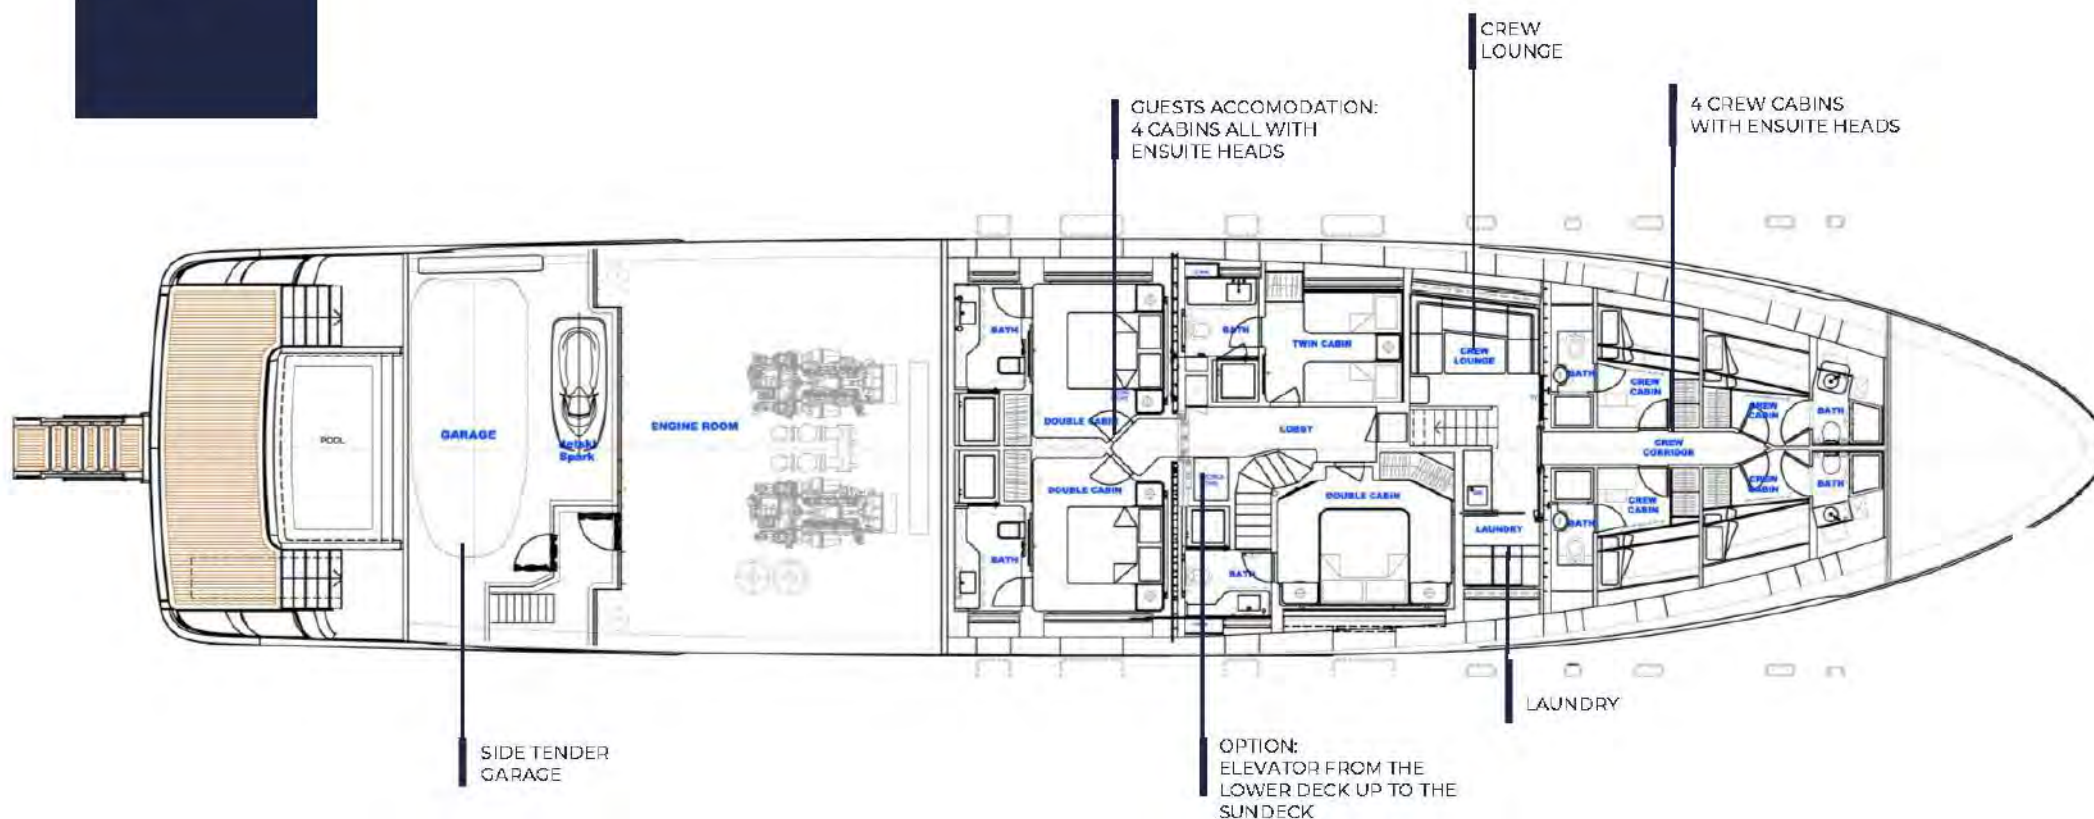 CREW
LOUNGE
GUESTS ACCOMODATION:
4 CABINS ALL WITH
ENSUITE HEADS
4 CREW CABINS
WITH ENSUITE HEADS
BATH
BATH
TWIN CABIN
CREW
LOUNGE
BATH
CREW
CABIN
CREW
CABIN
BATH
POOL
GARAGE
jetski
Spark
ENGINE ROOM
DOUBLE CABIN
LOBBY
CREW
CORRIDOR
DOUBLE CABIN
DOUBLE CABIN
CREW
CABIN
CREW
CABIN
BATH
BATH
LAUNDRY
BATH
BATH
LAUNDRY
SIDE TENDER
GARAGE
OPTION:
ELEVATOR FROM THE
LOWER DECK UP TO THE
SUNDECK